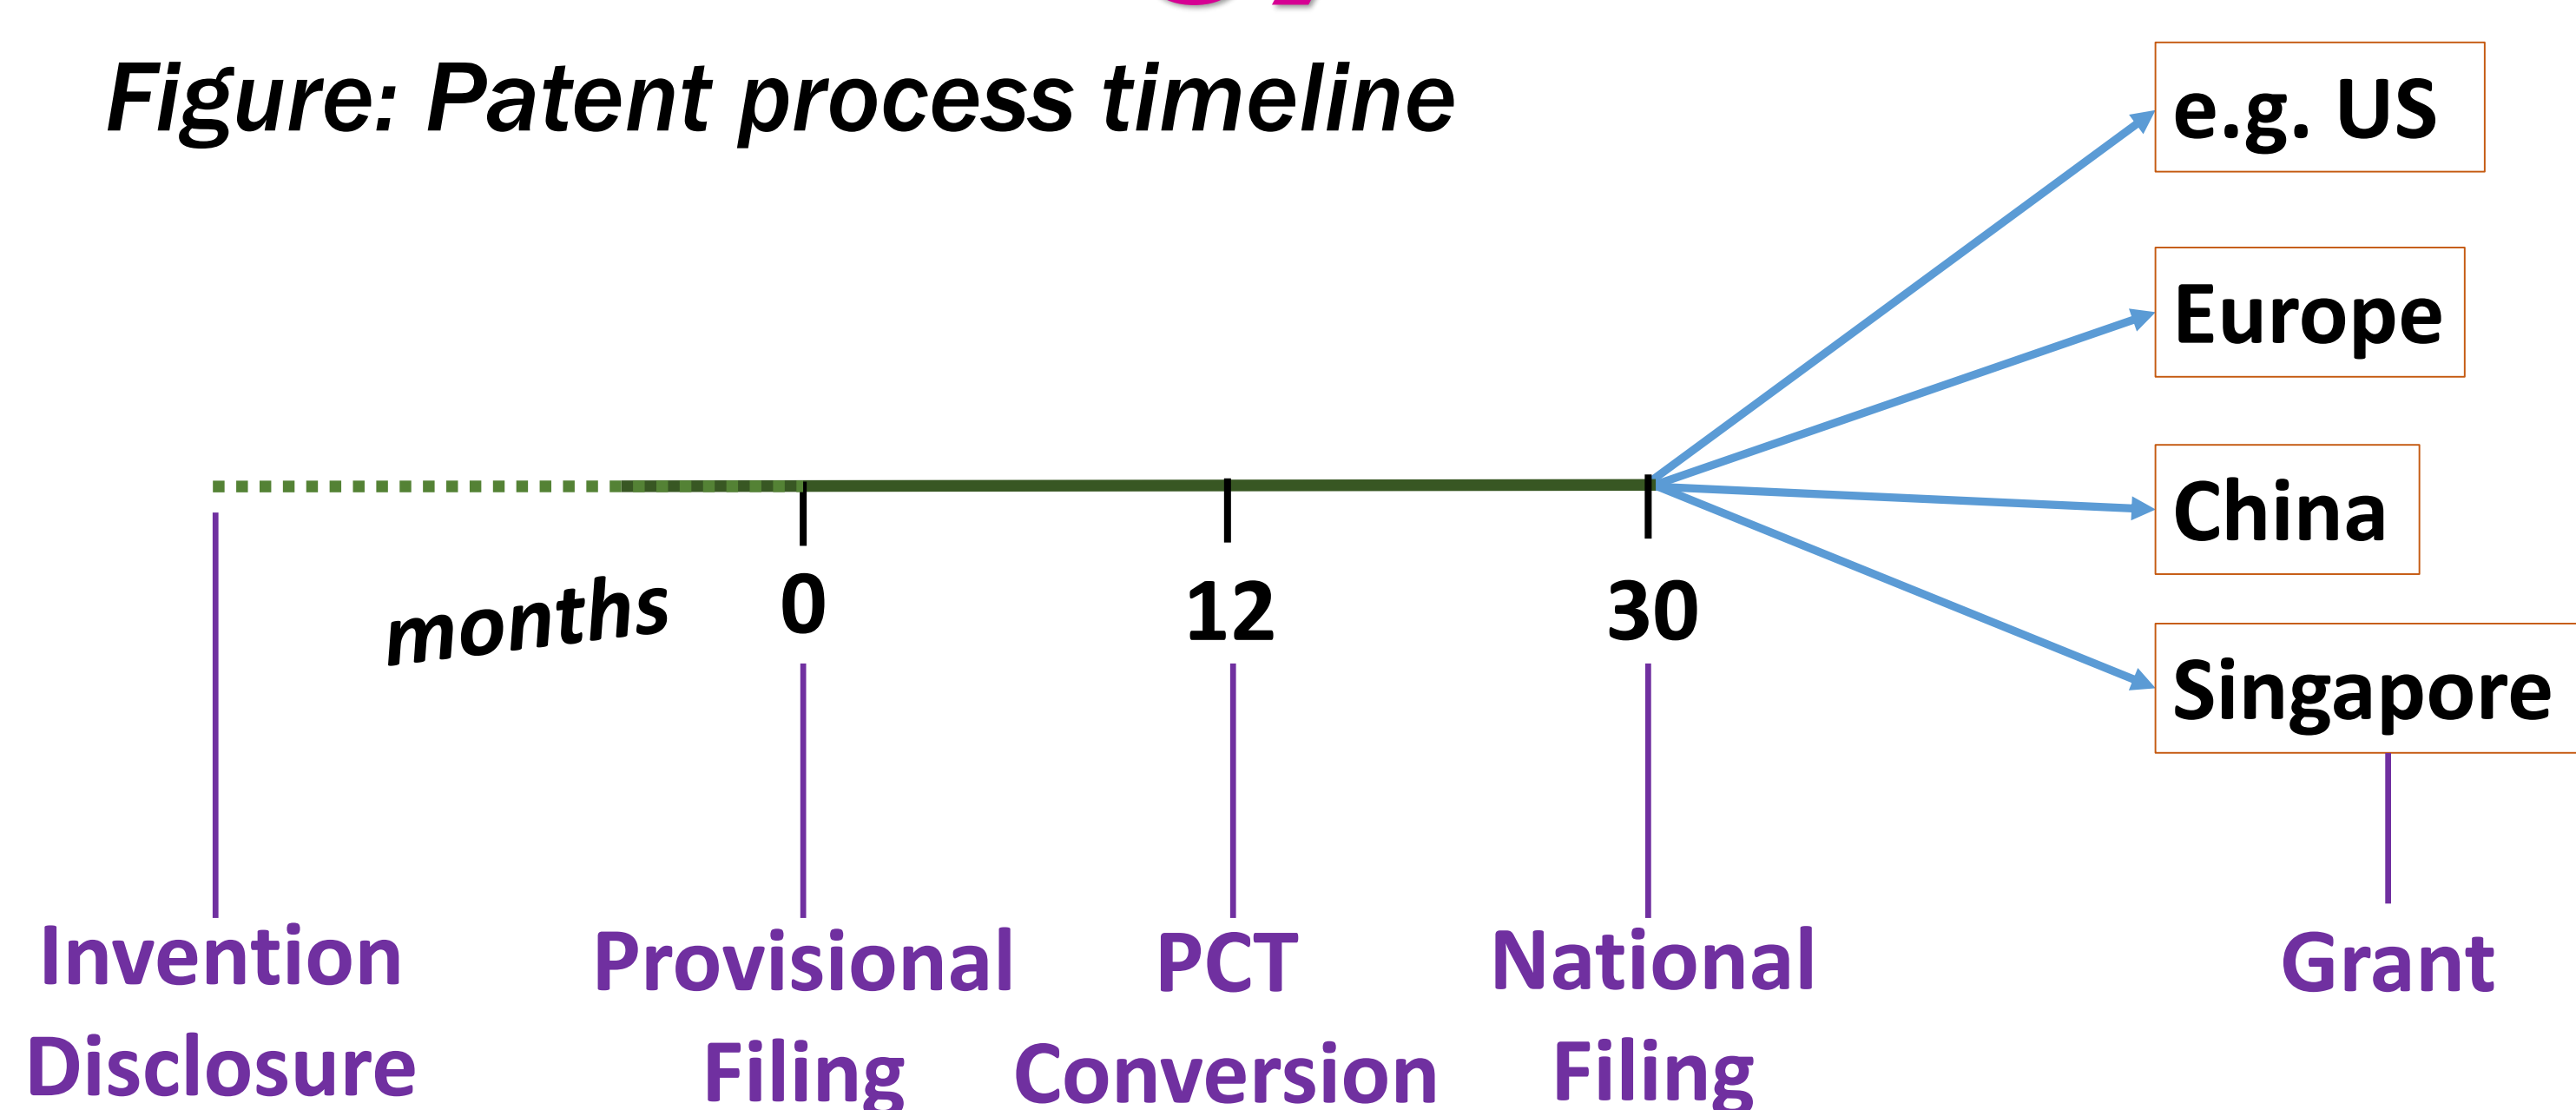 Figure: Patent process timeline
e.g. US
Europe
China
Singapore
months 0 12 30
Invention
Disclosure
Provisional
Filing
PCT
Conversion
National
Filing
Grant